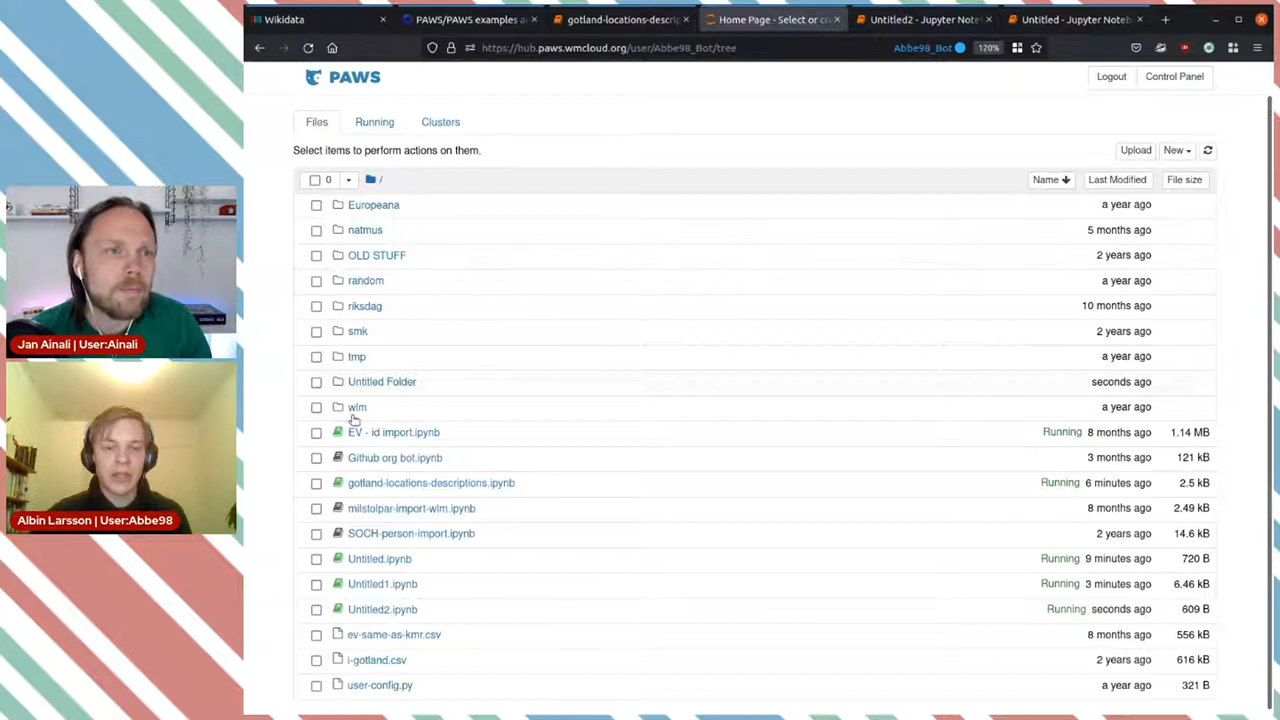 Wikidata
PAWS/PAWS examples a
gotland-locations-descrip
Home Page - Select or cr
Untitled2 - Jupyter Note
Untitled - Jupyter Noteb
https://hub.paws.wmcloud.org/user/Abbe98_Bot/tree
Abbe98_Bot
120%
PAWS
Logout
Control Panel
Files
Running
Clusters
Select items to perform actions on them.
Upload
New
0
/
Name
Last Modified
File size
Europeana a year ago
natmus 5 months ago
OLD STUFF 2 years ago
random a year ago
riksdag 10 months ago
smk 2 years ago
tmp a year ago
Untitled Folder seconds ago
wlm a year ago
EV - id import.ipynb Running 8 months ago 1.14 MB
Github org bot.ipynb 3 months ago 121 kB
gotland-locations-descriptions.ipynb Running 6 minutes ago 2.5 kB
milstolpar-import-wlm.ipynb 8 months ago 2.49 kB
SOCH-person-import.ipynb 2 years ago 14.6 kB
Untitled.ipynb Running 9 minutes ago 720 B
Untitled1.ipynb Running 3 minutes ago 6.46 kB
Untitled2.ipynb Running seconds ago 609 B
ev-same-as-kmr.csv 8 months ago 556 kB
i-gotland.csv 2 years ago 616 kB
user-config.py a year ago 321 B
Jan Ainali | User:Ainali
Albin Larsson | User:Abbe98